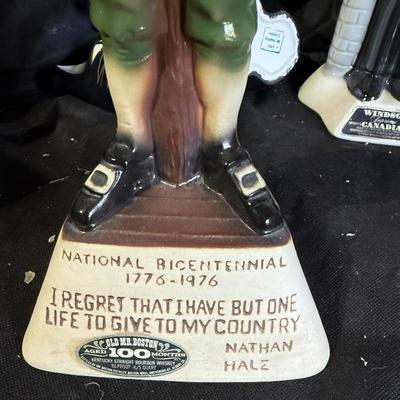 NATIONAL BICENTENNIAL
1776-1976
I REGRET THAT I HAVE BUT ONE
LIFE TO GIVE TO MY COUNTRY
NATHAN
HALE
OLD MR. BOSTON
AGED 100 MONTHS
KENTUCKY STRAIGHT BOURBON WHISKEY
WINDSOR
CANADIAN